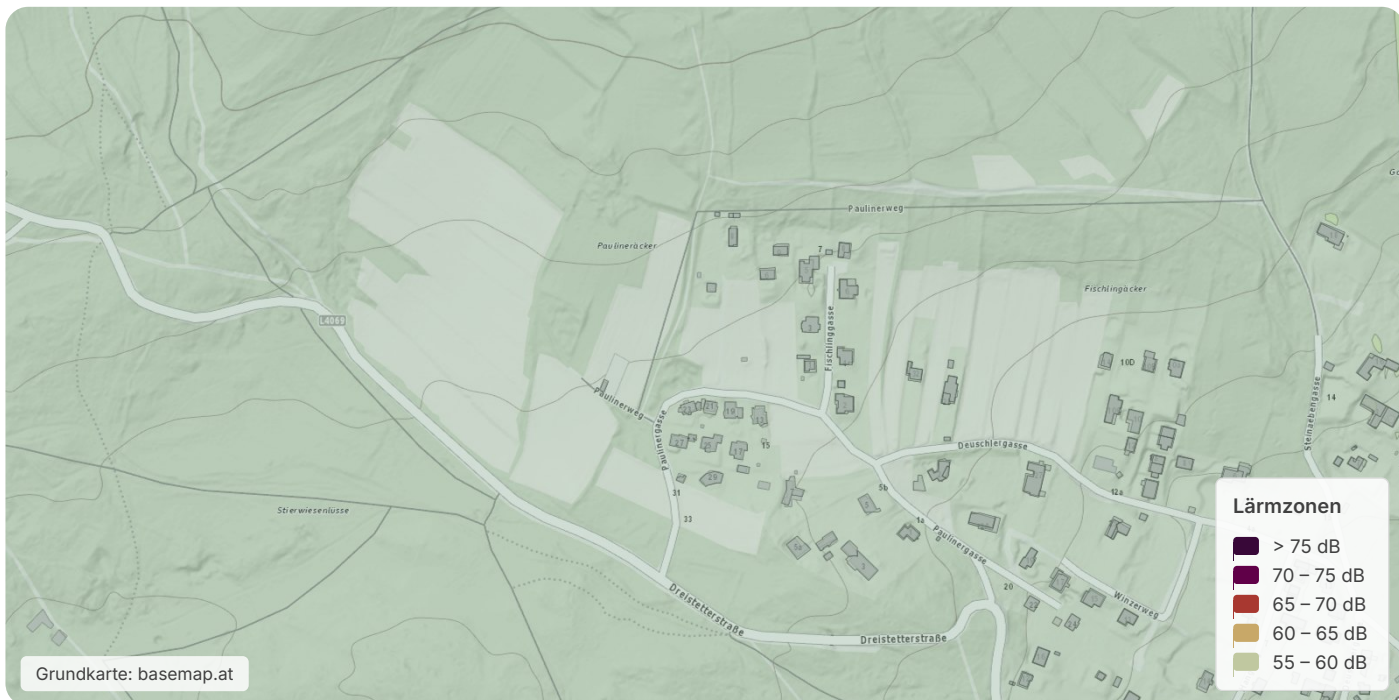 Paulinerweg
Paulineräcker
7
Fischlingäcker
L4069
Fischlinggasse
10D
14
Steinabengasse
Paulinerweg
Paulinergasse
15
Deuschlergasse
31
5b
12a
33
1a
Stierwiesenlüsse
Paulinergasse
20
Winzerweg
Dreistetterstraße
Dreistetterstraße
Lärmzonen
> 75 dB
70 – 75 dB
65 – 70 dB
60 – 65 dB
55 – 60 dB
Grundkarte: basemap.at